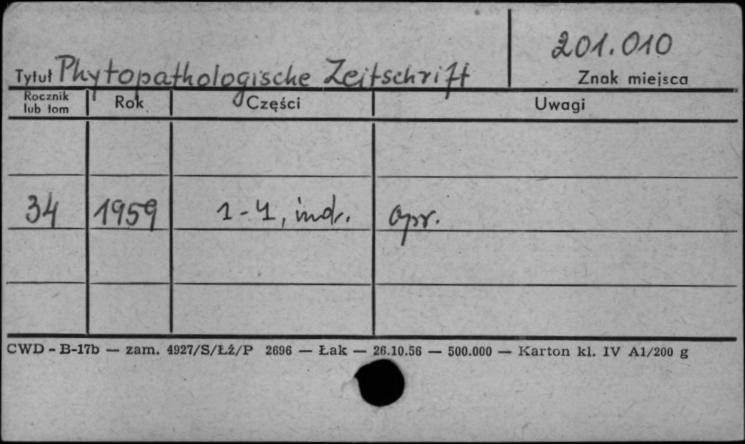 201.010
Tytuł Phytopathologische Zeitschrift
Znak miejsca
Rocznik lub tom Rok Części Uwagi
34 1959 1-4, ind. opr.
CWD - B-17b — zam. 4927/S/Łź/P 2696 — Łak — 26.10.56 — 500.000 — Karton kl. IV A1/200 g